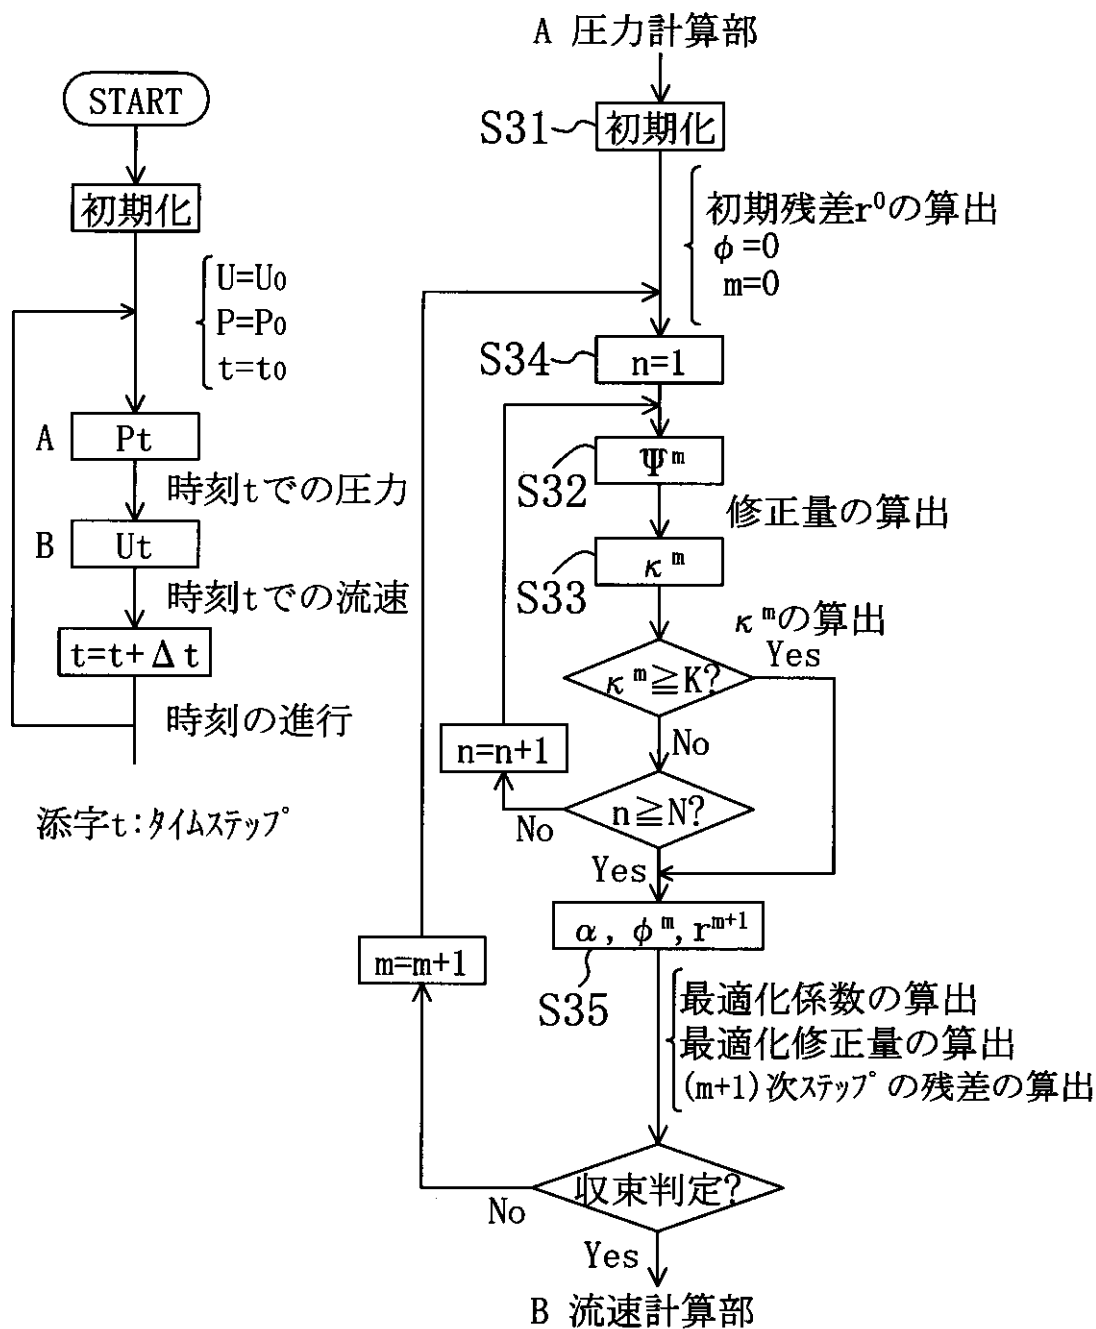 START
初期化
U=U0
P=P0
t=t0
A
Pt
時刻tでの圧力
B
Ut
時刻tでの流速
t=t+Δt
時刻の進行
添字t:タイムステップ
A 圧力計算部
S31
初期化
初期残差r⁰の算出
φ=0
m=0
S34
n=1
S32
Ψᵐ
修正量の算出
S33
κᵐ
κᵐの算出
κᵐ≧K?
Yes
No
n=n+1
n≧N?
No
Yes
α, φᵐ, rᵐ⁺¹
S35
m=m+1
最適化係数の算出
最適化修正量の算出
(m+1)次ステップの残差の算出
収束判定?
No
Yes
B 流速計算部